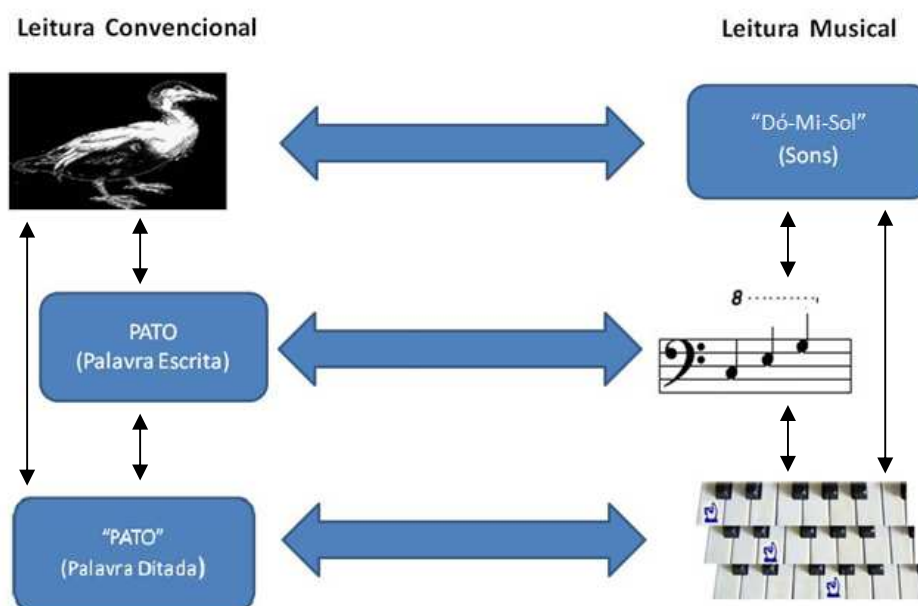 Leitura Convencional
Leitura Musical
“Dó-Mi-Sol”
(Sons)
PATO
(Palavra Escrita)
8
“PATO”
(Palavra Ditada)